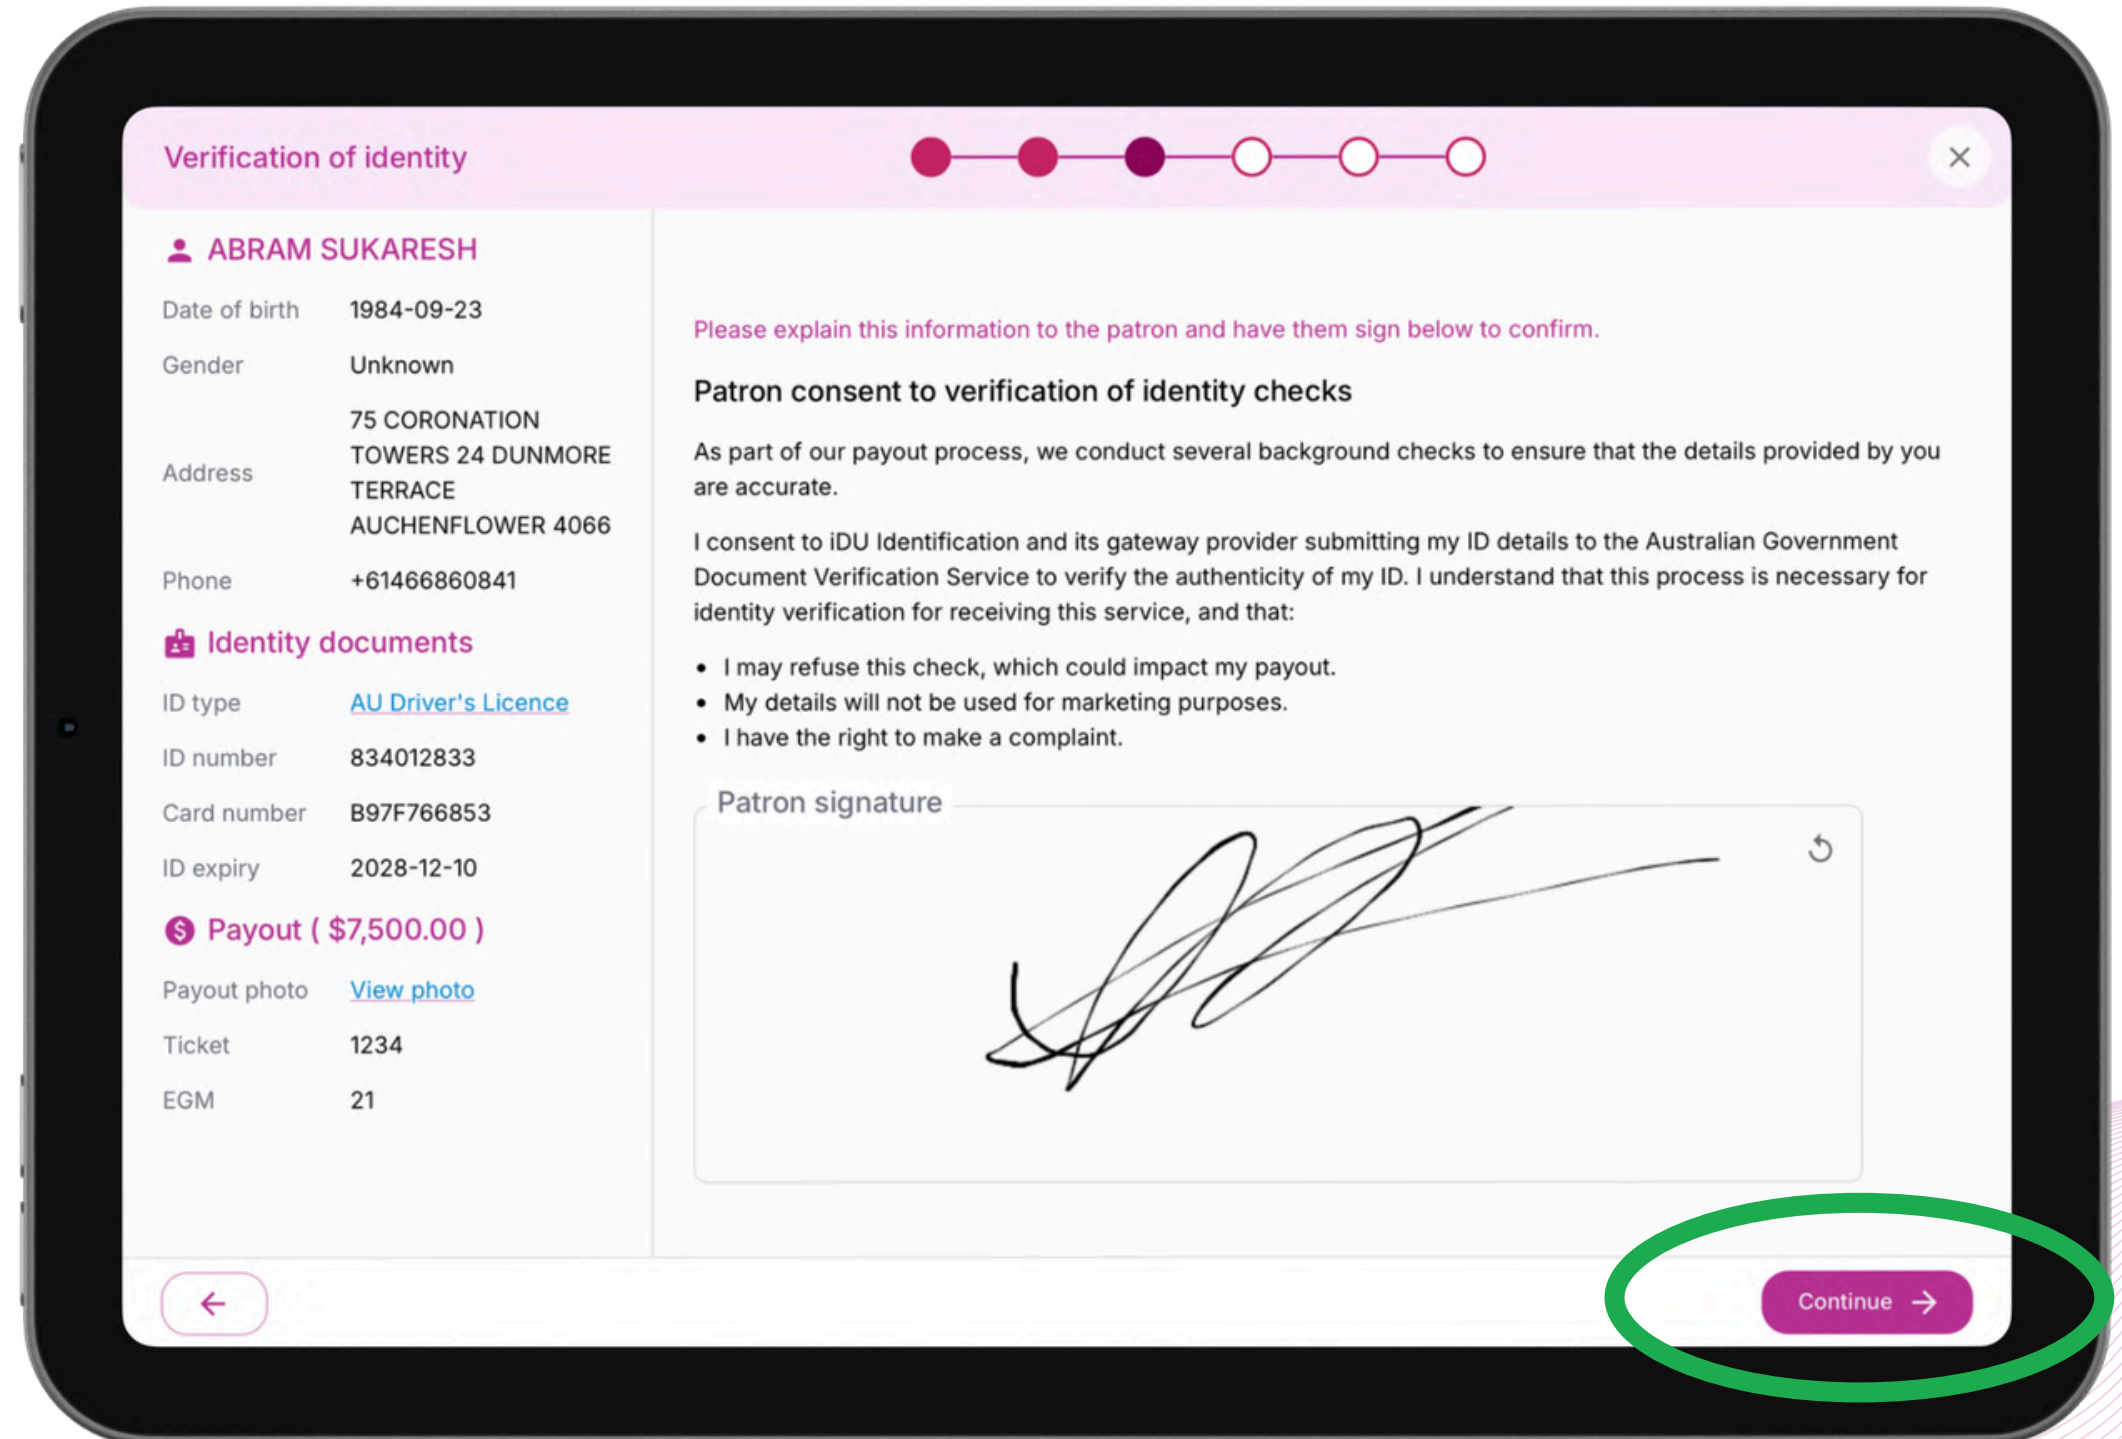 Verification of identity
ABRAM SUKARESH
Date of birth 1984-09-23
Gender Unknown
Address 75 CORONATION
TOWERS 24 DUNMORE
TERRACE
AUCHENFLOWER 4066
Phone +61466860841
Identity documents
ID type AU Driver's Licence
ID number 834012833
Card number B97F766853
ID expiry 2028-12-10
Payout ( $7,500.00 )
Payout photo View photo
Ticket 1234
EGM 21
Please explain this information to the patron and have them sign below to confirm.
Patron consent to verification of identity checks
As part of our payout process, we conduct several background checks to ensure that the details provided by you
are accurate.
I consent to iDU Identification and its gateway provider submitting my ID details to the Australian Government
Document Verification Service to verify the authenticity of my ID. I understand that this process is necessary for
identity verification for receiving this service, and that:
• I may refuse this check, which could impact my payout.
• My details will not be used for marketing purposes.
• I have the right to make a complaint.
Patron signature
Continue